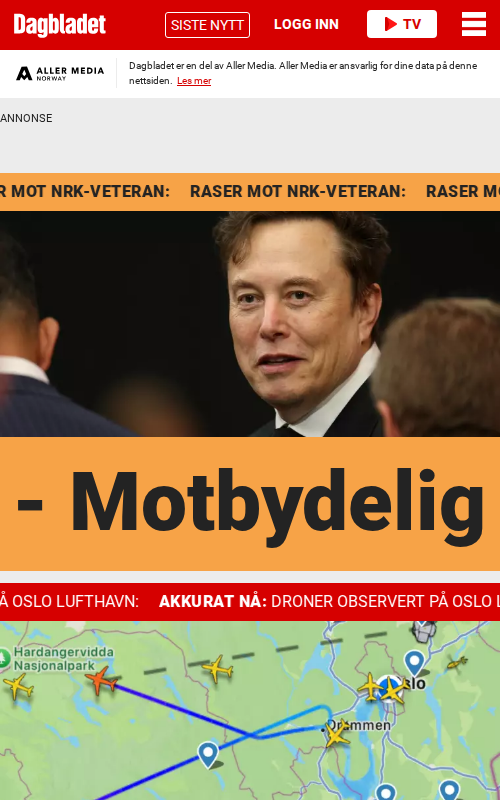 Dagbladet
SISTE NYTT
LOGG INN
TV
ALLER MEDIA
NORWAY
Dagbladet er en del av Aller Media. Aller Media er ansvarlig for dine data på denne
nettsiden. Les mer
ANNONSE
R MOT NRK-VETERAN: RASER MOT NRK-VETERAN: RASER MO
- Motbydelig
Å OSLO LUFTHAVN: AKKURAT NÅ: DRONER OBSERVERT PÅ OSLO L
Hardangervidda
Nasjonalpark
slo